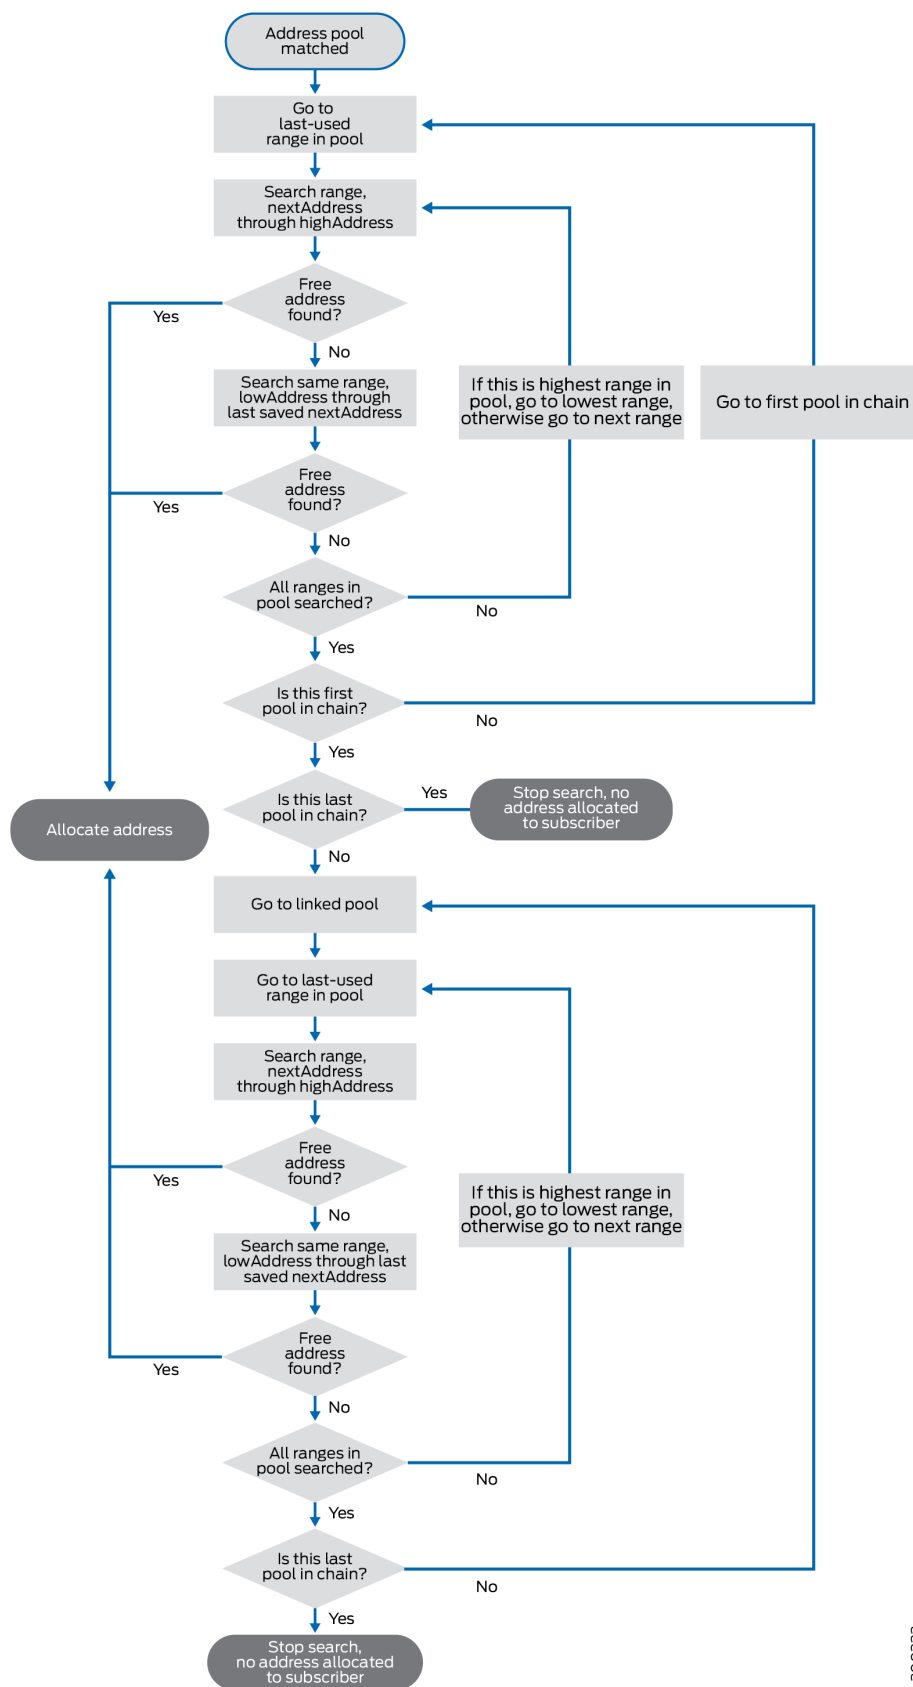 Address pool
matched
Go to
last-used
range in pool
Search range,
nextAddress
through highAddress
Free
address
found?
Yes
No
Search same range,
lowAddress through
last saved nextAddress
If this is highest range in
pool, go to lowest range,
otherwise go to next range
Go to first pool in chain
Free
address
found?
Yes
No
All ranges in
pool searched?
No
Yes
Is this first
pool in chain?
No
Yes
Is this last
pool in chain?
Yes
Stop search, no
address allocated
to subscriber
Allocate address
No
Go to linked pool
Go to last-used
range in pool
Search range,
nextAddress
through highAddress
Free
address
found?
Yes
No
If this is highest range in
pool, go to lowest range,
otherwise go to next range
Search same range,
lowAddress through last
saved nextAddress
Free
address
found?
Yes
No
All ranges in
pool searched?
No
Yes
Is this last
pool in chain?
No
Yes
Stop search,
no address allocated
to subscriber